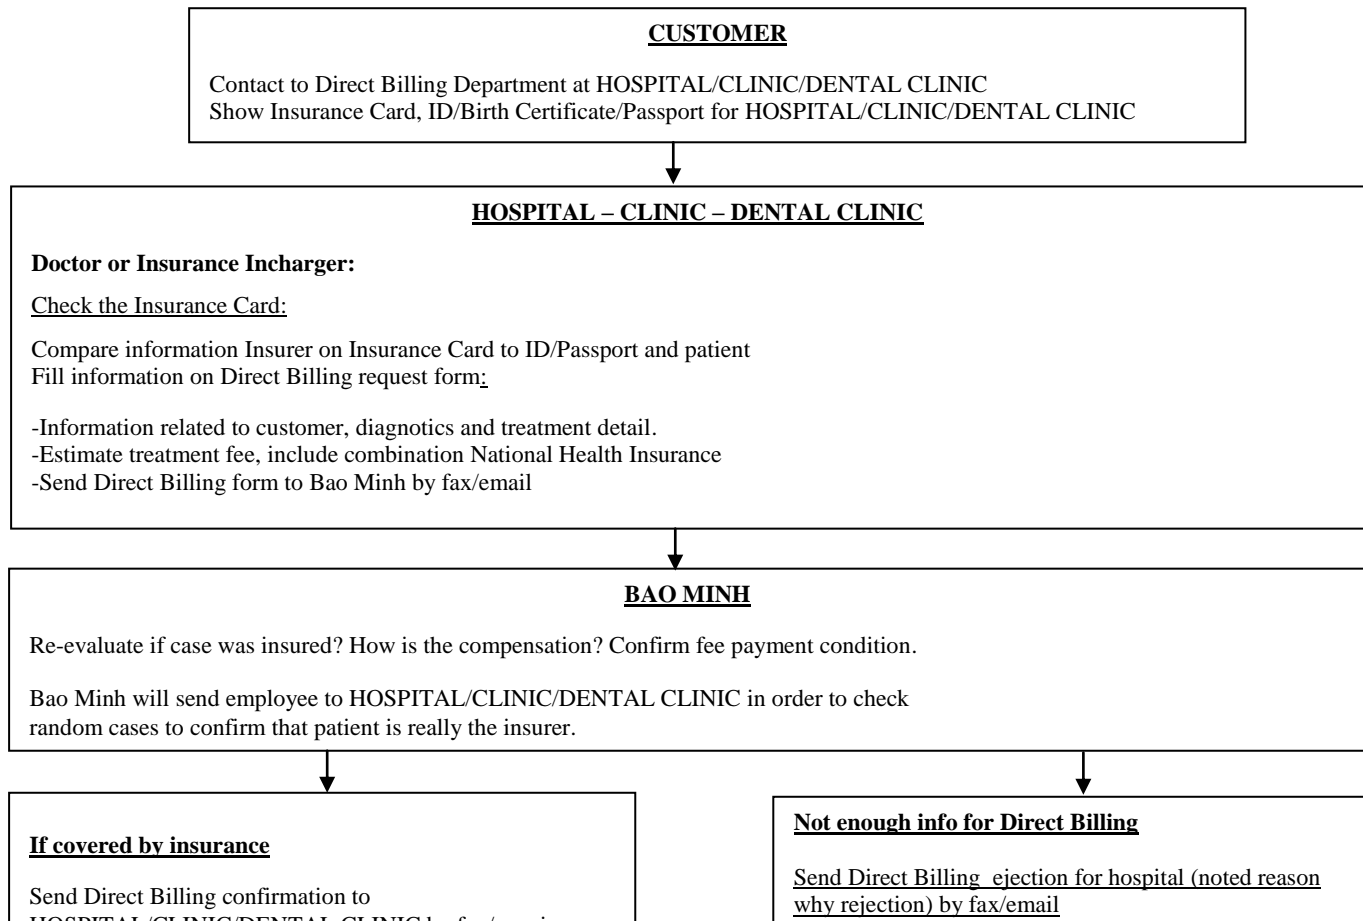 CUSTOMER
Contact to Direct Billing Department at HOSPITAL/CLINIC/DENTAL CLINIC
Show Insurance Card, ID/Birth Certificate/Passport for HOSPITAL/CLINIC/DENTAL CLINIC
HOSPITAL – CLINIC – DENTAL CLINIC
Doctor or Insurance Incharger:
Check the Insurance Card:
Compare information Insurer on Insurance Card to ID/Passport and patient
Fill information on Direct Billing request form:
-Information related to customer, diagnotics and treatment detail.
-Estimate treatment fee, include combination National Health Insurance
-Send Direct Billing form to Bao Minh by fax/email
BAO MINH
Re-evaluate if case was insured? How is the compensation? Confirm fee payment condition.
Bao Minh will send employee to HOSPITAL/CLINIC/DENTAL CLINIC in order to check
random cases to confirm that patient is really the insurer.
If covered by insurance
Send Direct Billing confirmation to
HOSPITAL/CLINIC/DENTAL CLINIC by
Not enough info for Direct Billing
Send Direct Billing ejection for hospital (noted reason
why rejection) by fax/email